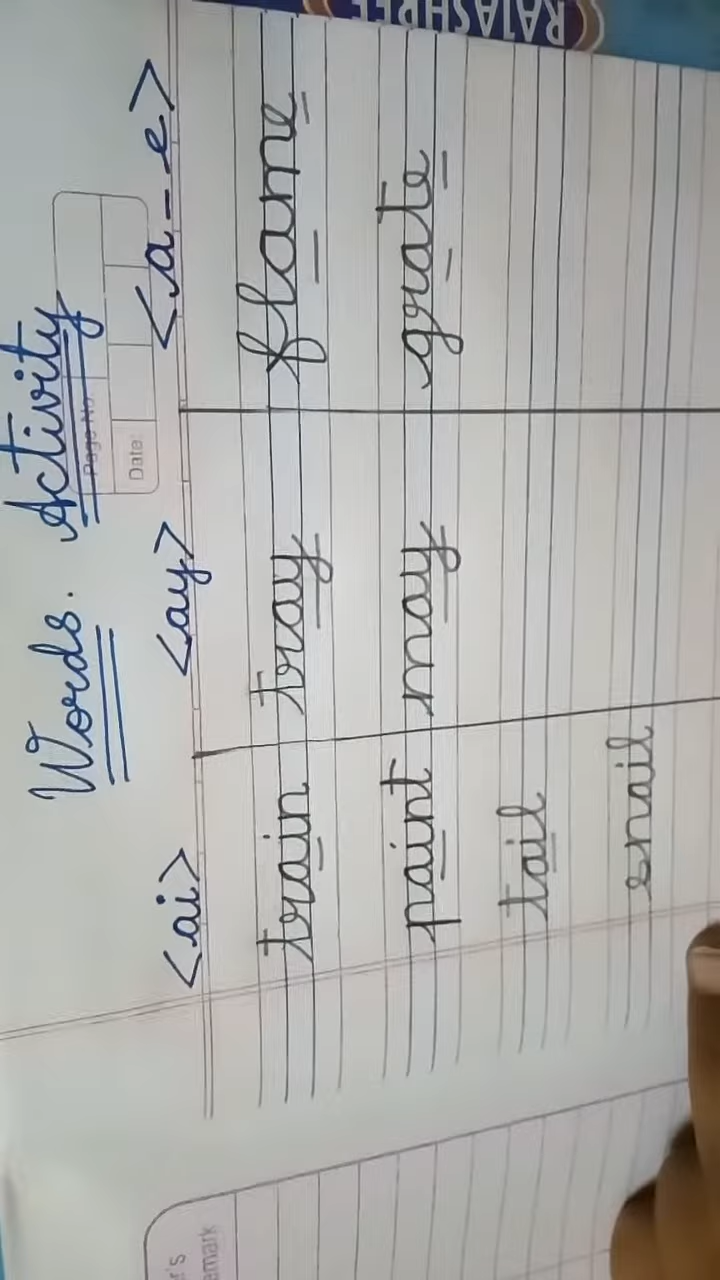 RAJASHREE
Words. Activity
Page No.
Date:
<ai> <ay> <a--e>
train tray flame
paint may grate
tail
snail